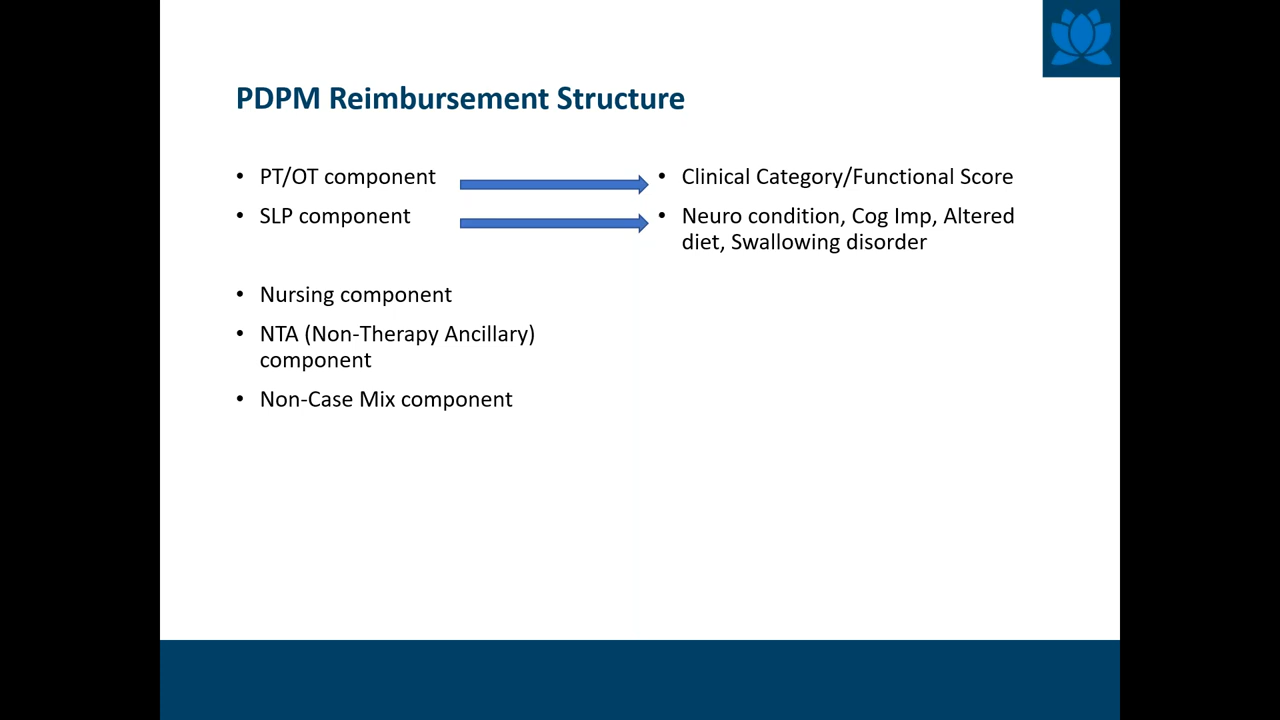 PDPM Reimbursement Structure
• PT/OT component
• SLP component
• Nursing component
• NTA (Non-Therapy Ancillary)
component
• Non-Case Mix component
• Clinical Category/Functional Score
• Neuro condition, Cog Imp, Altered
diet, Swallowing disorder